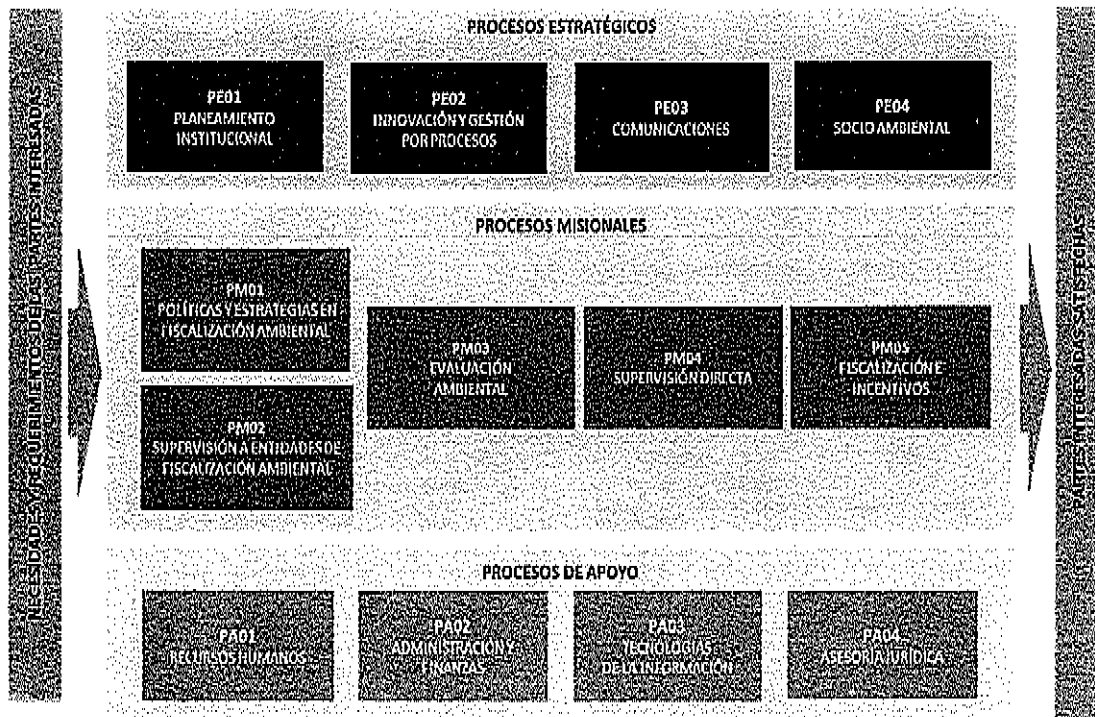 NECESIDADES Y REQUERIMIENTOS DE LAS PARTES INTERESADAS
PROCESOS ESTRATÉGICOS
PE01
PLANEAMIENTO
INSTITUCIONAL
PE02
INNOVACIÓN Y GESTIÓN
POR PROCESOS
PE03
COMUNICACIONES
PE04
SOCIO AMBIENTAL
PROCESOS MISIONALES
PM01
POLÍTICAS Y ESTRATEGIAS EN
FISCALIZACIÓN AMBIENTAL
PM02
SUPERVISIÓN A ENTIDADES DE
FISCALIZACIÓN AMBIENTAL
PM03
EVALUACIÓN
AMBIENTAL
PM04
SUPERVISIÓN DIRECTA
PM05
FISCALIZACIÓN E
INCENTIVOS
PROCESOS DE APOYO
PA01
RECURSOS HUMANOS
PA02
ADMINISTRACIÓN Y
FINANZAS
PA03
TECNOLOGÍAS
DE LA INFORMACIÓN
PA04
ASESORÍA JURÍDICA
PARTES INTERESADAS SATISFECHAS